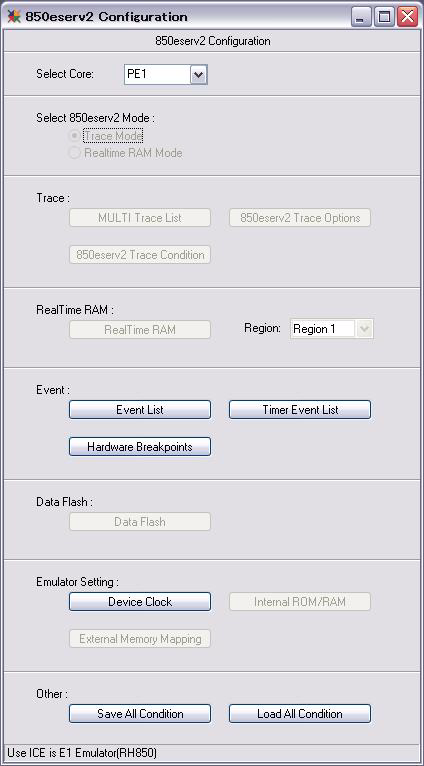 850eserv2 Configuration
850eserv2 Configuration
Select Core: PE1
Select 850eserv2 Mode :
Trace Mode
Realtime RAM Mode
Trace :
MULTI Trace List 850eserv2 Trace Options
850eserv2 Trace Condition
RealTime RAM :
RealTime RAM Region: Region 1
Event :
Event List Timer Event List
Hardware Breakpoints
Data Flash :
Data Flash
Emulator Setting :
Device Clock Internal ROM/RAM
External Memory Mapping
Other :
Save All Condition Load All Condition
Use ICE is E1 Emulator(RH850)